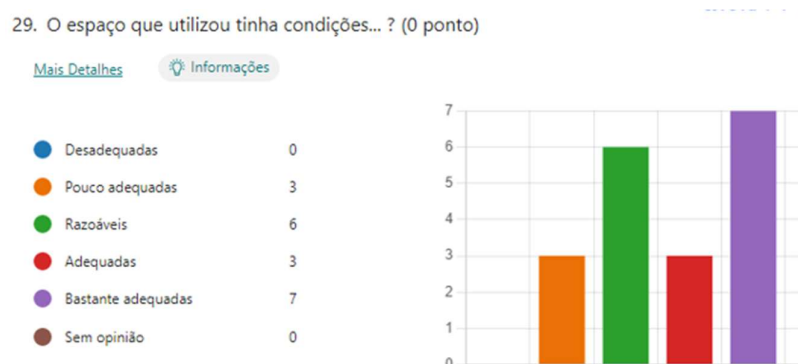 29. O espaço que utilizou tinha condições... ? (0 ponto)
Mais Detalhes
Informações
Desadequadas 0
Pouco adequadas 3
Razoáveis 6
Adequadas 3
Bastante adequadas 7
Sem opinião 0
7
6
5
4
3
2
1
0